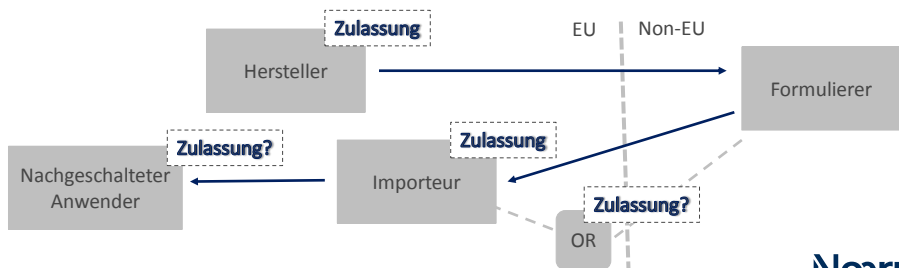 Zulassung
EU
Non-EU
Hersteller
Formulierer
Zulassung?
Zulassung
Nachgeschalteter
Anwender
Importeur
Zulassung?
OR